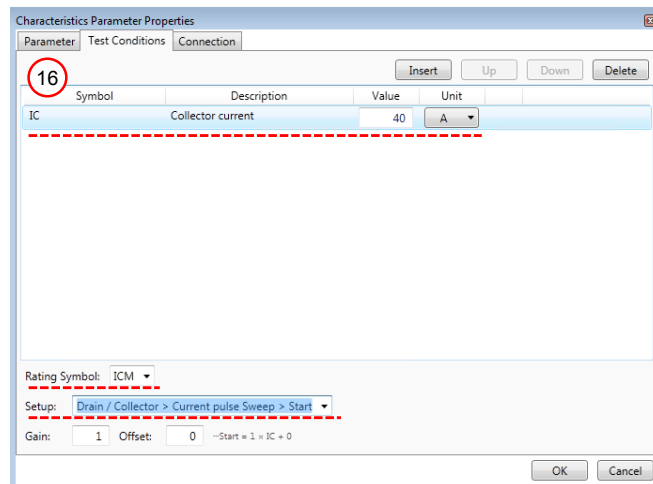 Characteristics Parameter Properties
Parameter Test Conditions Connection
Insert Up Down Delete
16
Symbol Description Value Unit
IC Collector current 40 A
Rating Symbol: ICM
Setup: Drain / Collector > Current pulse Sweep > Start
Gain: 1 Offset: 0 --Start = 1 × IC + 0
OK Cancel